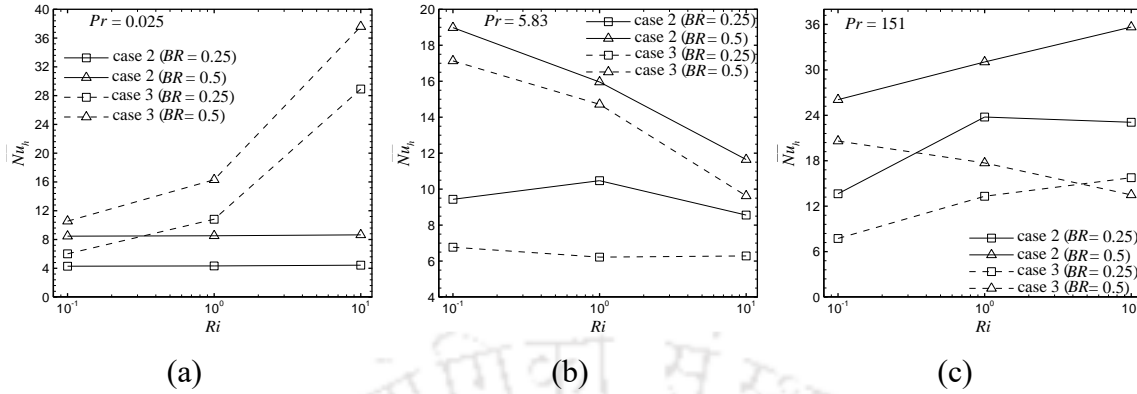 40
36
32
28
24
20
16
12
8
4
0
Pr = 0.025
case 2 (BR = 0.25)
case 2 (BR = 0.5)
case 3 (BR = 0.25)
case 3 (BR = 0.5)
Nu_h
10^-1
10^0
10^1
Ri
(a)
20
18
16
14
12
10
8
6
4
Pr = 5.83
case 2 (BR = 0.25)
case 2 (BR = 0.5)
case 3 (BR = 0.25)
case 3 (BR = 0.5)
Nu_h
10^-1
10^0
10^1
Ri
(b)
36
30
24
18
12
6
0
Pr = 151
case 2 (BR = 0.25)
case 2 (BR = 0.5)
case 3 (BR = 0.25)
case 3 (BR = 0.5)
Nu_h
10^-1
10^0
10^1
Ri
(c)